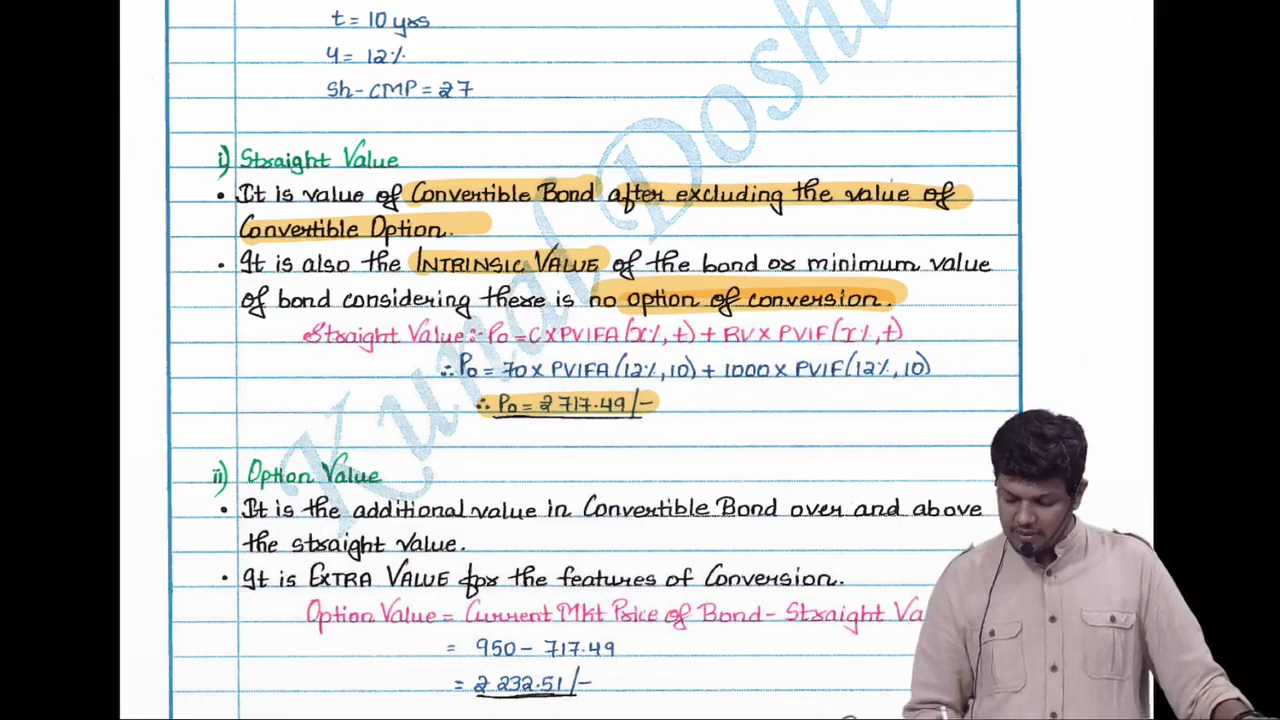 t = 10 yrs
y = 12%
Sh-CMP = 27
i) Straight Value
• It is value of Convertible Bond after excluding the value of
Convertible Option.
• It is also the INTRINSIC VALUE of the bond or minimum value
of bond considering there is no option of conversion.
Straight Value :- P0 = C X PVIFA (x%, t) + RV X PVIF (x%, t)
∴ P0 = 70 x PVIFA (12%, 10) + 1000 x PVIF (12%, 10)
∴ P0 = ₹ 717.49/-
ii) Option Value
• It is the additional value in Convertible Bond over and above
the straight value.
• It is EXTRA VALUE for the features of Conversion.
Option Value = Current Mkt Price of Bond - Straight Va
= 950 - 717.49
= ₹ 232.51/-
Kunal Doshi